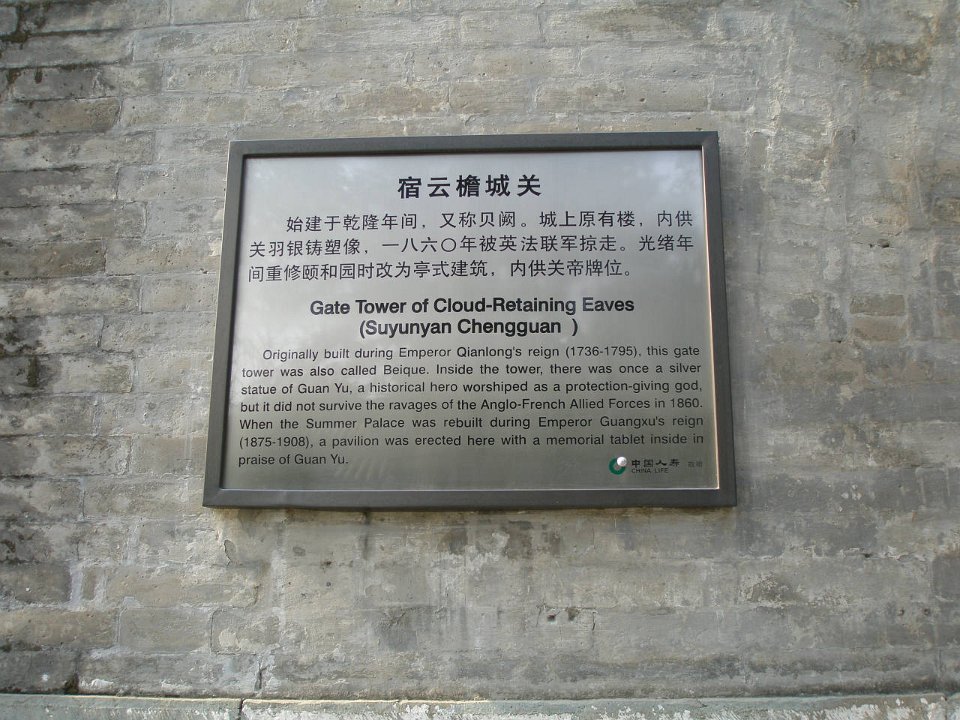 宿云檐城关
始建于乾隆年间，又称贝阙。城上原有楼，内供
关羽银铸塑像，一八六〇年被英法联军掠走。光绪年
间重修颐和园时改为亭式建筑，内供关帝牌位。
Gate Tower of Cloud-Retaining Eaves
(Suyunyan Chengguan )
Originally built during Emperor Qianlong's reign (1736-1795), this gate
tower was also called Beique. Inside the tower, there was once a silver
statue of Guan Yu, a historical hero worshiped as a protection-giving god,
but it did not survive the ravages of the Anglo-French Allied Forces in 1860.
When the Summer Palace was rebuilt during Emperor Guangxu's reign
(1875-1908), a pavilion was erected here with a memorial tablet inside in
praise of Guan Yu.
中国人寿
CHINA LIFE